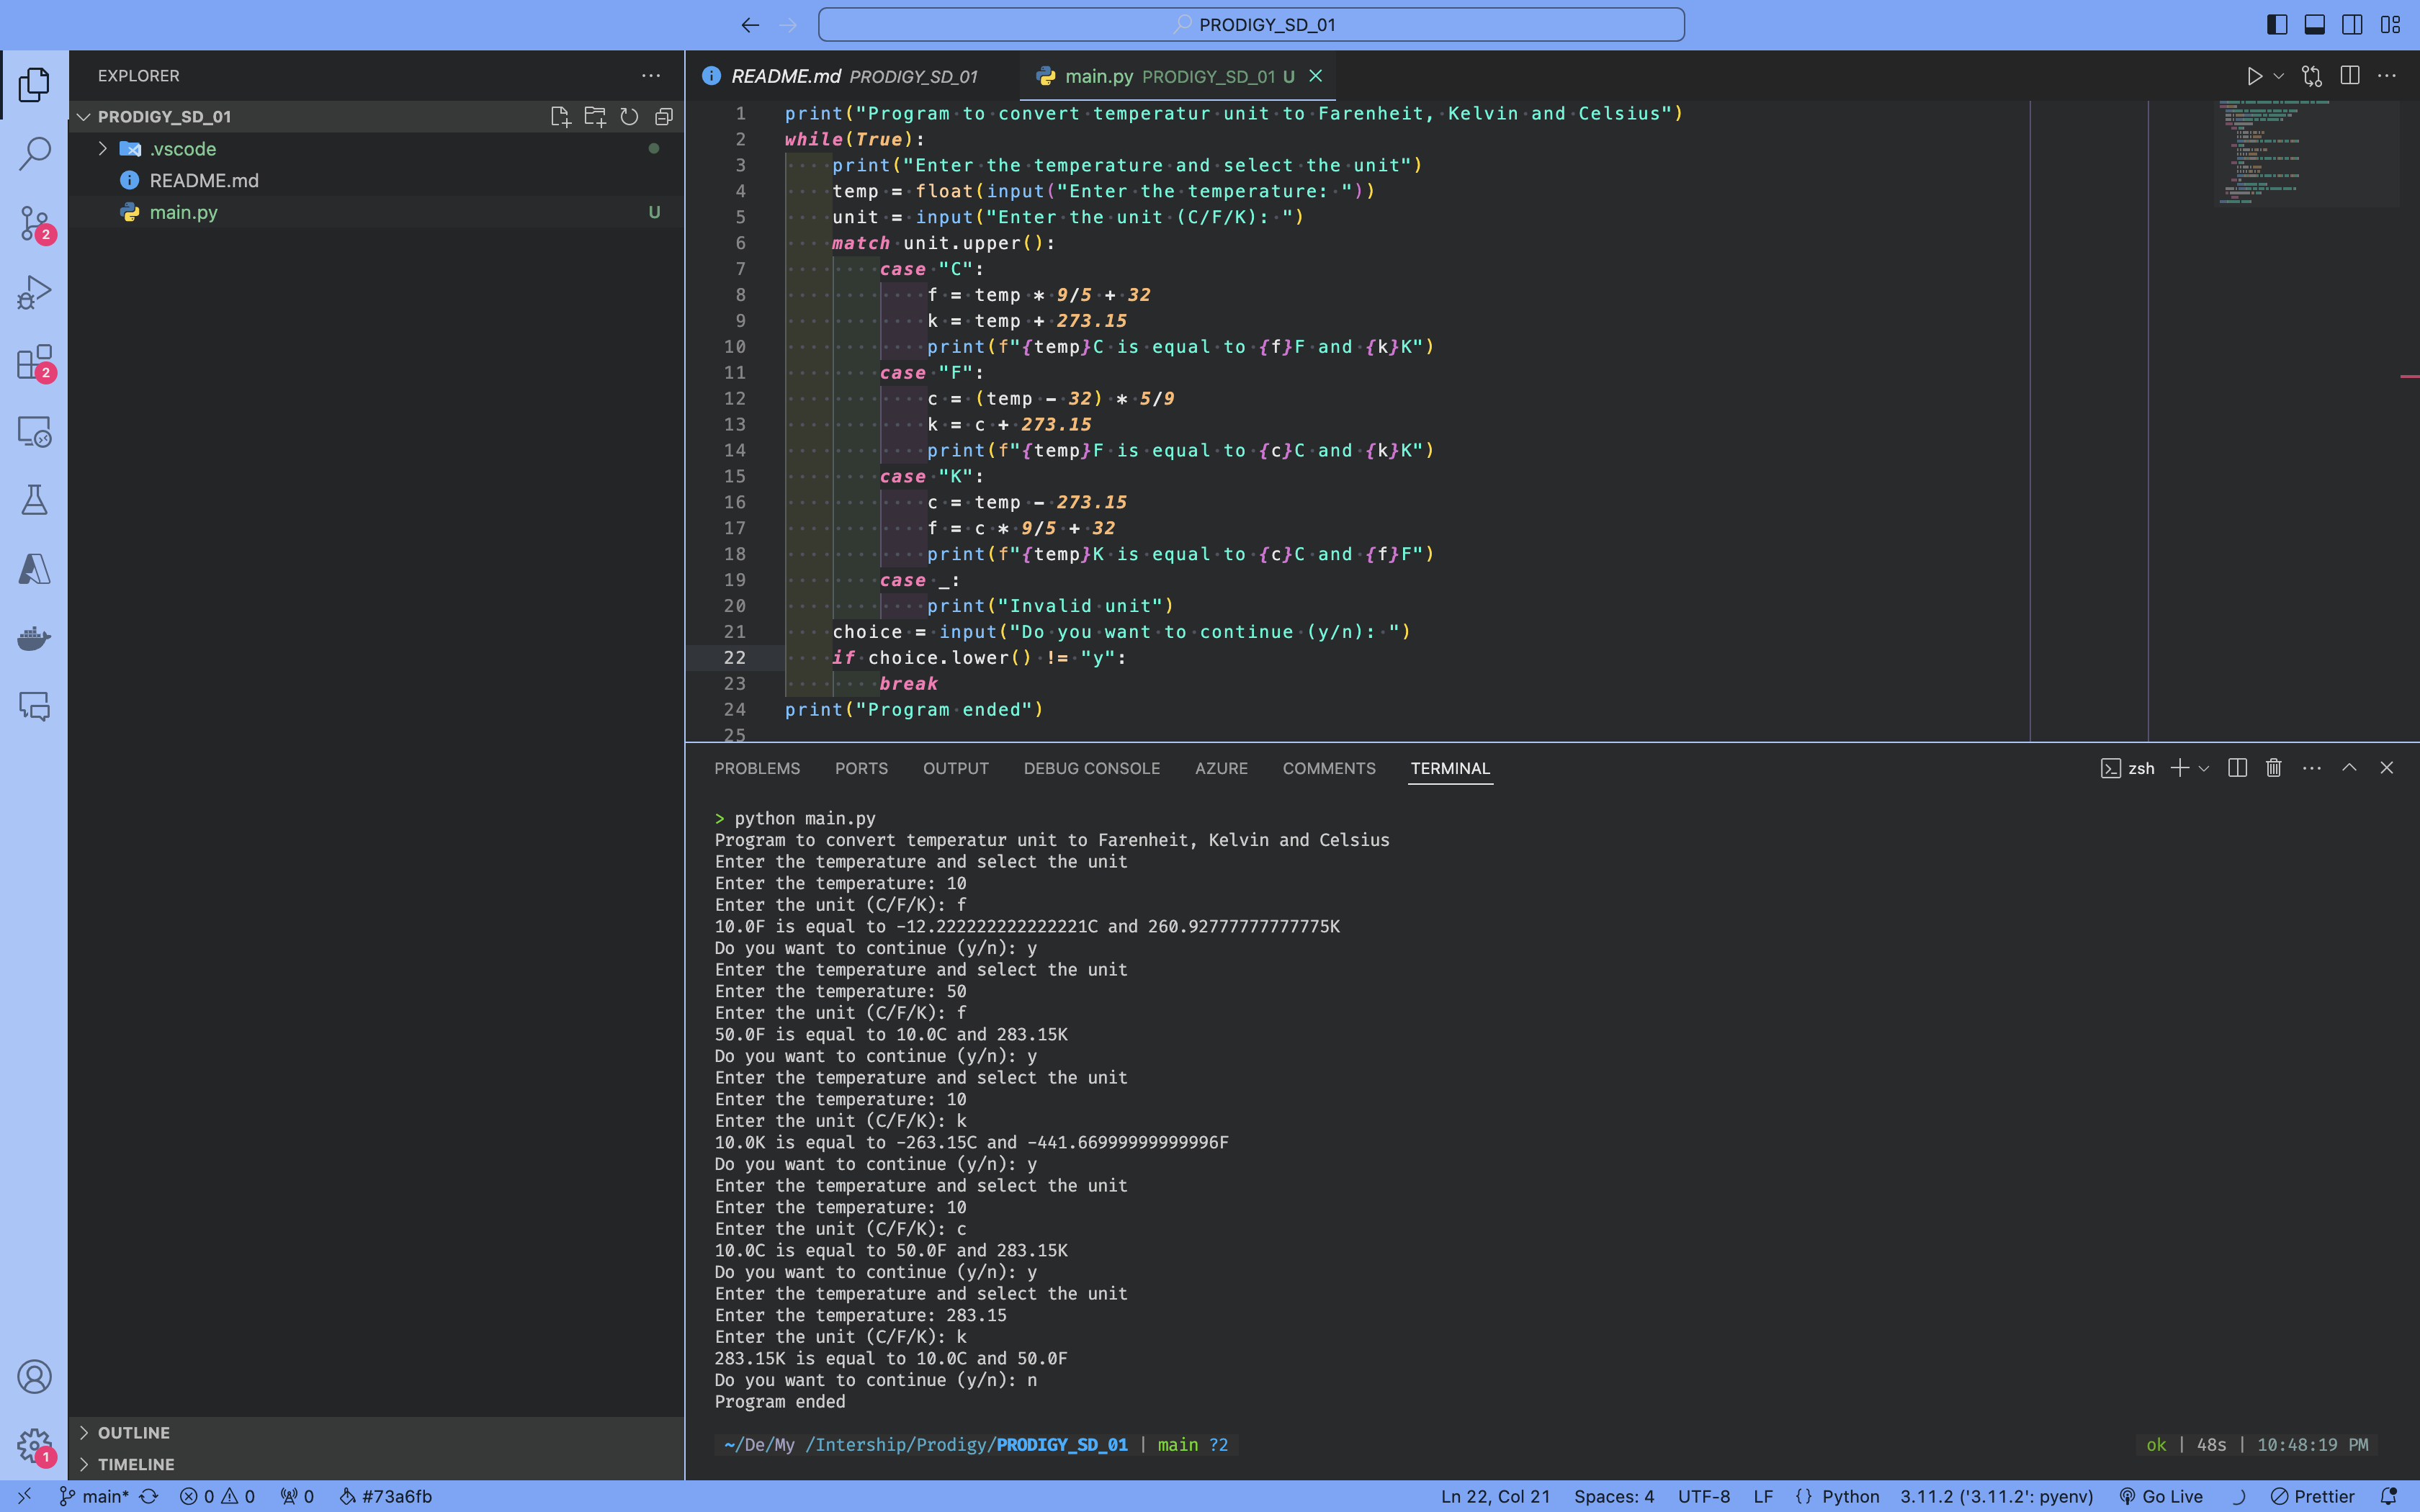 PRODIGY_SD_01
EXPLORER
PRODIGY_SD_01
.vscode
README.md
main.py U
2
2
1
OUTLINE
TIMELINE
README.md PRODIGY_SD_01
main.py PRODIGY_SD_01 U
1 print("Program to convert temperatur unit to Farenheit, Kelvin and Celsius")
2 while(True):
3     print("Enter the temperature and select the unit")
4     temp = float(input("Enter the temperature: "))
5     unit = input("Enter the unit (C/F/K): ")
6     match unit.upper():
7         case "C":
8             f = temp * 9/5 + 32
9             k = temp + 273.15
10             print(f"{temp}C is equal to {f}F and {k}K")
11         case "F":
12             c = (temp - 32) * 5/9
13             k = c + 273.15
14             print(f"{temp}F is equal to {c}C and {k}K")
15         case "K":
16             c = temp - 273.15
17             f = c * 9/5 + 32
18             print(f"{temp}K is equal to {c}C and {f}F")
19         case _:
20             print("Invalid unit")
21     choice = input("Do you want to continue (y/n): ")
22     if choice.lower() != "y":
23         break
24 print("Program ended")
25
PROBLEMS PORTS OUTPUT DEBUG CONSOLE AZURE COMMENTS TERMINAL
zsh
> python main.py
Program to convert temperatur unit to Farenheit, Kelvin and Celsius
Enter the temperature and select the unit
Enter the temperature: 10
Enter the unit (C/F/K): f
10.0F is equal to -12.222222222222221C and 260.92777777777775K
Do you want to continue (y/n): y
Enter the temperature and select the unit
Enter the temperature: 50
Enter the unit (C/F/K): f
50.0F is equal to 10.0C and 283.15K
Do you want to continue (y/n): y
Enter the temperature and select the unit
Enter the temperature: 10
Enter the unit (C/F/K): k
10.0K is equal to -263.15C and -441.66999999999996F
Do you want to continue (y/n): y
Enter the temperature and select the unit
Enter the temperature: 10
Enter the unit (C/F/K): c
10.0C is equal to 50.0F and 283.15K
Do you want to continue (y/n): y
Enter the temperature and select the unit
Enter the temperature: 283.15
Enter the unit (C/F/K): k
283.15K is equal to 10.0C and 50.0F
Do you want to continue (y/n): n
Program ended
~/De/My /Intership/Prodigy/PRODIGY_SD_01 | main ?2 ok | 48s | 10:48:19 PM
main* 0 0 0 #73a6fb Ln 22, Col 21 Spaces: 4 UTF-8 LF {} Python 3.11.2 ('3.11.2': pyenv) Go Live Prettier